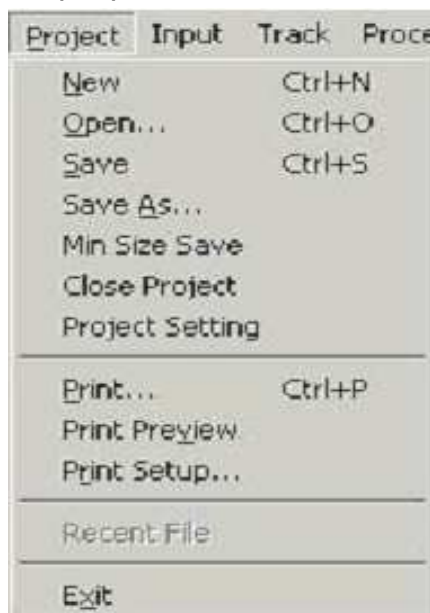 Project Input Track Proce
New Ctrl+N
Open... Ctrl+O
Save Ctrl+S
Save As...
Min Size Save
Close Project
Project Setting
Print... Ctrl+P
Print Preview
Print Setup...
Recent File
Exit